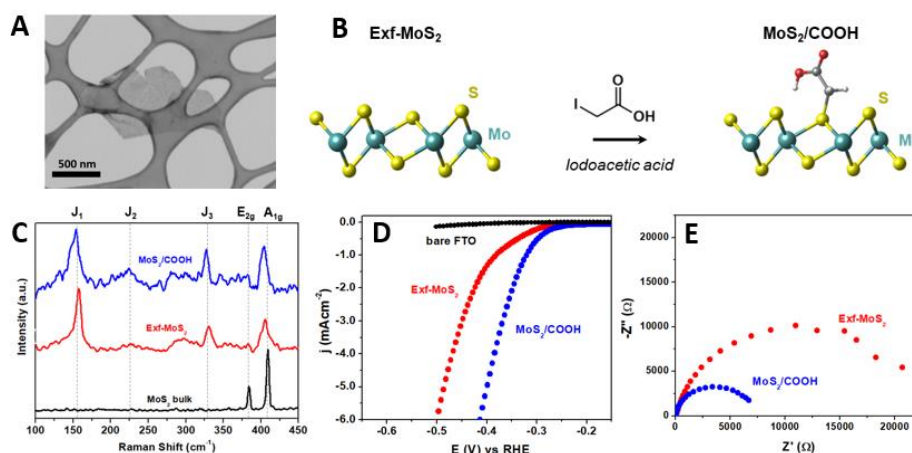 A
500 nm
B
Exf-MoS2
MoS2/COOH
S
Mo
I
O
OH
Iodoacetic acid
S
M
C
J1 J2 J3 E2g A1g
MoS2/COOH
Exf-MoS2
MoS2 bulk
Intensity (a.u.)
100 150 200 250 300 350 400 450
Raman Shift (cm-1)
D
0.0
-1.0
-2.0
-3.0
-4.0
-5.0
-6.0
bare FTO
Exf-MoS2
MoS2/COOH
j (mAcm-2)
-0.6 -0.5 -0.4 -0.3 -0.2
E (V) vs RHE
E
20000
15000
10000
5000
0
Exf-MoS2
MoS2/COOH
-Z'' (Ω)
0 5000 10000 15000 20000
Z' (Ω)